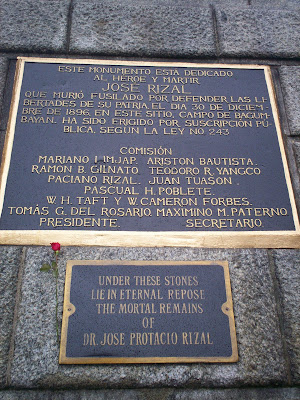 ESTE MONUMENTO ESTA DEDICADO
AL HEROE Y MARTIR
JOSE RIZAL
QUE MURIÓ FUSILADO POR DEFENDER LAS LI-
BERTADES DE SU PATRIA EL DIA 30 DE DICIEM-
BRE DE 1896, EN ESTE SITIO, CAMPO DE BAGUM-
BAYAN. HA SIDO ERIGIDO POR SUSCRIPCIÓN PÚ-
BLICA, SEGÚN LA LEY NO. 243
COMISIÓN
MARIANO LIMJAP. ARISTON BAUTISTA.
RAMON B. GENATO TEODORO R. YANGCO
PACIANO RIZAL. JUAN TUASON
PASCUAL H. POBLETE.
W. H. TAFT Y W. CAMERON FORBES.
TOMÁS G. DEL ROSARIO. MAXIMINO M. PATERNO
PRESIDENTE. SECRETARIO.
UNDER THESE STONES
LIE IN ETERNAL REPOSE
THE MORTAL REMAINS
OF
DR. JOSE PROTACIO RIZAL